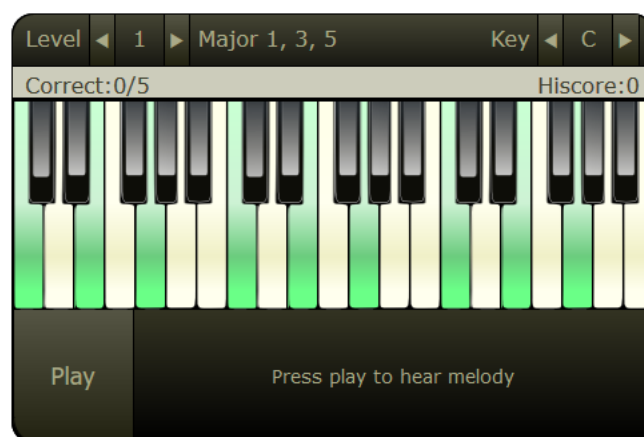 Level ◀ 1 ▶ Major 1, 3, 5 Key ◀ C ▶
Correct:0/5 Hiscore:0
Play Press play to hear melody